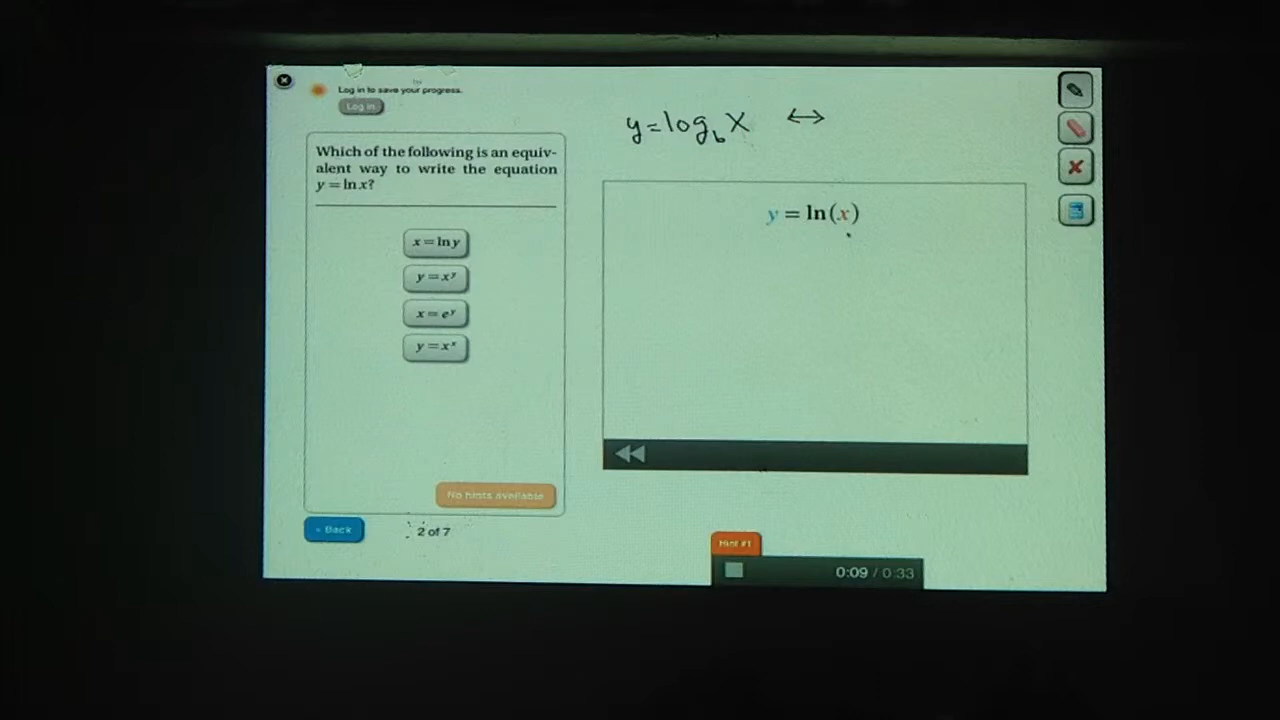 Log in to save your progress.
Log in
Which of the following is an equiv-
alent way to write the equation
y = ln x?
x = ln y
y = x^y
x = e^y
y = x^x
No hints available
« Back
2 of 7
y = log_b X ↔
y = ln(x)
Hint #1
0:09 / 0:33